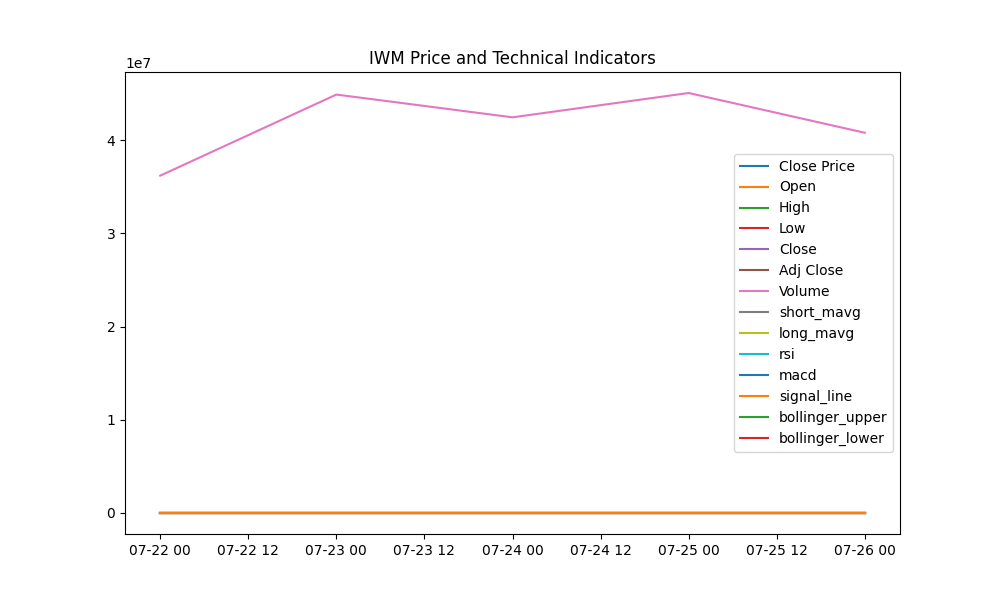 IWM Price and Technical Indicators
1e7
4
3
2
1
0
Close Price
Open
High
Low
Close
Adj Close
Volume
short_mavg
long_mavg
rsi
macd
signal_line
bollinger_upper
bollinger_lower
07-22 00 07-22 12 07-23 00 07-23 12 07-24 00 07-24 12 07-25 00 07-25 12 07-26 00